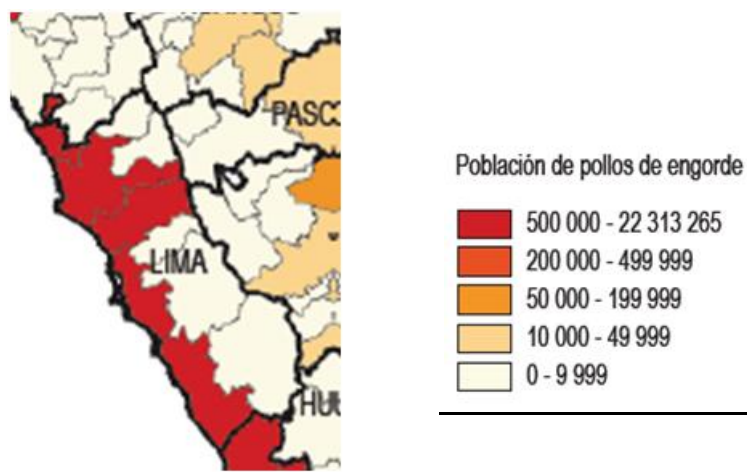 PASC
LIMA
HU
Población de pollos de engorde
500 000 - 22 313 265
200 000 - 499 999
50 000 - 199 999
10 000 - 49 999
0 - 9 999